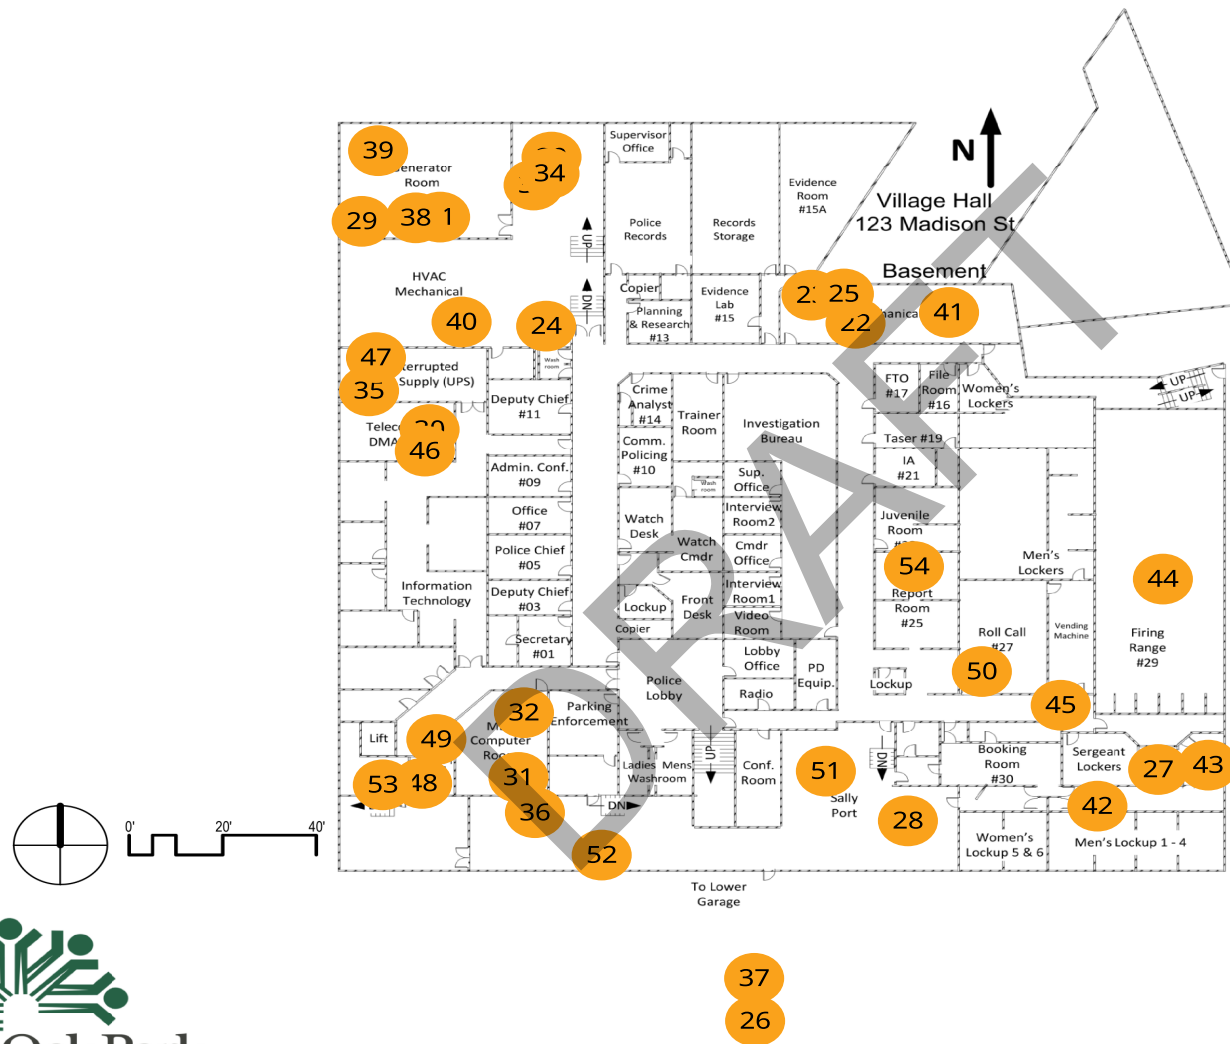 39
Generator
Room
29
38
34
Supervisor
Office
Police
Records
Records
Storage
Evidence
Room
#15A
N
Village Hall
123 Madison St
Basement
UP
DN
HVAC
Mechanical
40
24
Copier
Planning
& Research
#13
Evidence
Lab
#15
25
22
41
47
35
Supply (UPS)
Wash
room
Deputy Chief
#11
46
Crime
Analyst
#14
Trainer
Room
Investigation
Bureau
FTO
#17
File
Room
#16
Women's
Lockers
UP
UP
Taser #19
Comm.
Policing
#10
Admin. Conf.
#09
Wash
room
Sup.
Office
IA
#21
Office
#07
Watch
Desk
Watch
Cmdr
Interview
Room2
Juvenile
Room
Police Chief
#05
Cmdr
Office
Men's
Lockers
54
44
Information
Technology
Deputy Chief
#03
Lockup
Front
Desk
Interview
Room1
Report
Room
#25
Copier
Video
Room
Secretary
#01
Roll Call
#27
Vending
Machine
Firing
Range
#29
Lobby
Office
PD
Equip.
Police
Lobby
Radio
Lockup
50
45
32
Parking
Enforcement
Computer
Lift
49
53
48
31
36
52
Ladies
Mens
Washroom
DN
UP
Conf.
Room
51
Sally
Port
DN
28
Booking
Room
#30
Sergeant
Lockers
27
43
42
Women's
Lockup 5 & 6
Men's Lockup 1 - 4
To Lower
Garage
0'
20'
40'
37
26
DRAFT
Oak Park